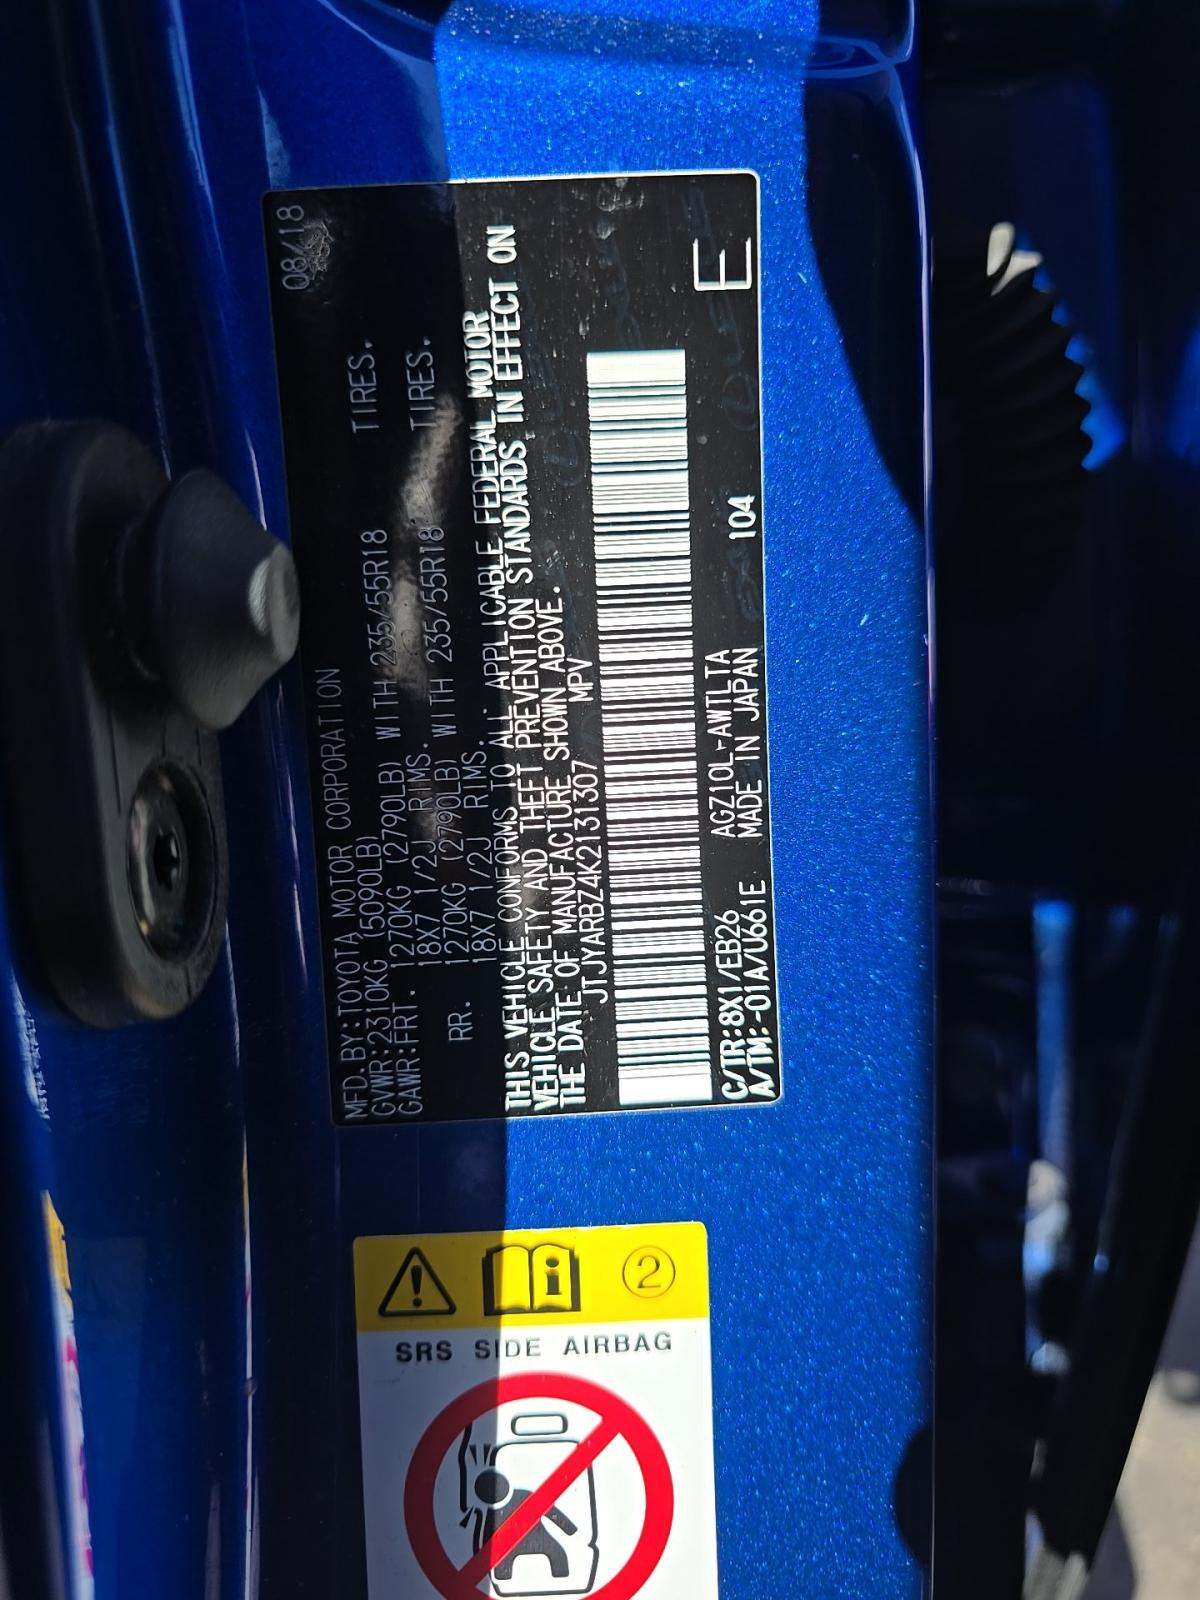 08/18
MFD.BY:TOYOTA MOTOR CORPORATION
GVWR:2310KG (5090LB)
GAWR:FRT. 1270KG (2790LB) WITH 235/55R18 TIRES.
18X7 1/2J RIMS.
RR. 1270KG (2790LB) WITH 235/55R18 TIRES.
18X7 1/2J RIMS.
THIS VEHICLE CONFORMS TO ALL APPLICABLE FEDERAL MOTOR
VEHICLE SAFETY AND THEFT PREVENTION STANDARDS IN EFFECT ON
THE DATE OF MANUFACTURE SHOWN ABOVE.
JTJYARBZ4K2131307 MPV
C/TR:8X1/EB26 AGZ10L-AWTLTA 104
A/TM:-01A/U661E MADE IN JAPAN
E
2
SRS SIDE AIRBAG